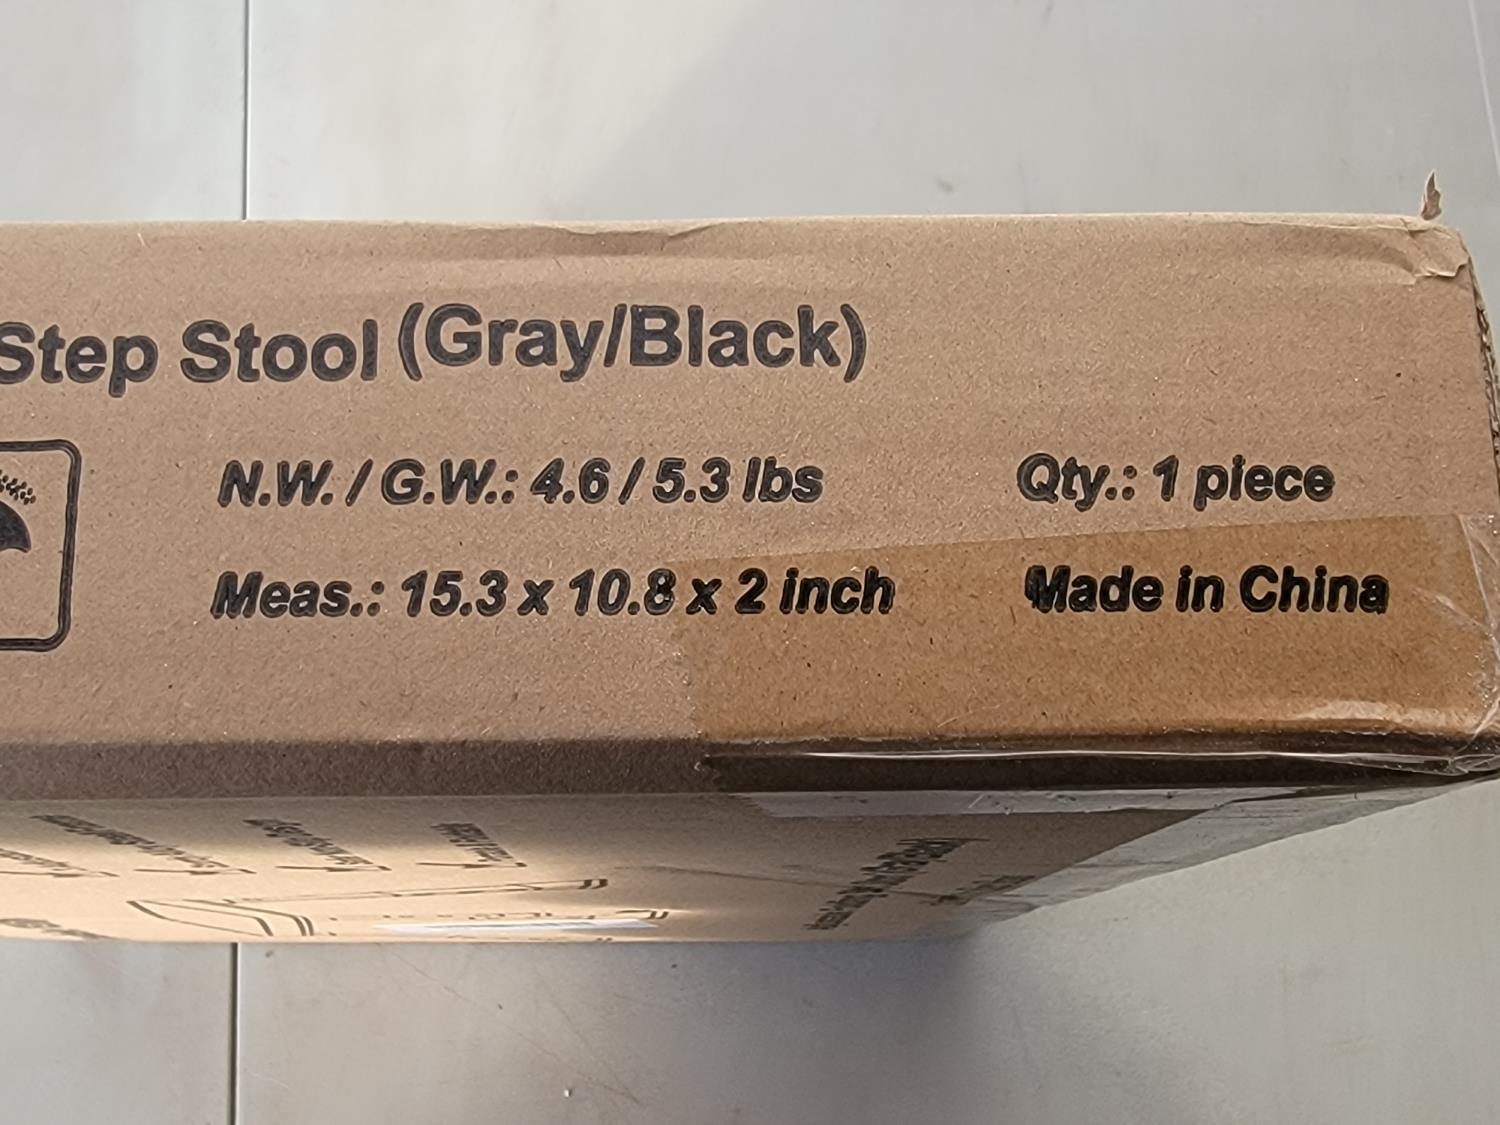 Step Stool (Gray/Black)
N.W. / G.W.: 4.6 / 5.3 lbs
Qty.: 1 piece
Meas.: 15.3 x 10.8 x 2 inch
Made in China